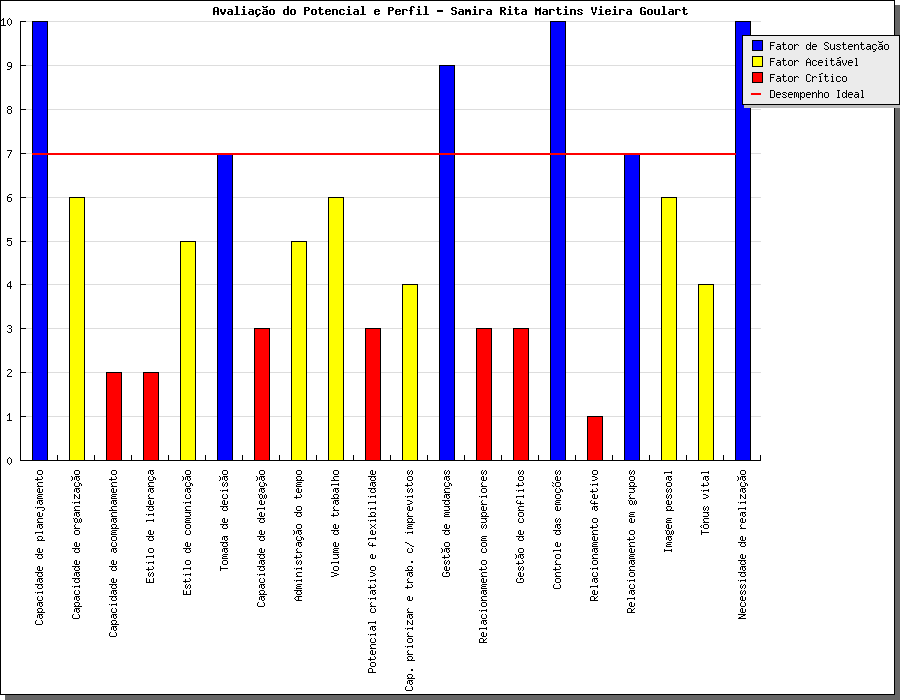 Avaliação do Potencial e Perfil - Samira Rita Martins Vieira Goulart
Fator de Sustentação
Fator Aceitável
Fator Crítico
Desempenho Ideal
10
9
8
7
6
5
4
3
2
1
0
Capacidade de planejamento
Capacidade de organização
Capacidade de acompanhamento
Estilo de liderança
Estilo de comunicação
Tomada de decisão
Capacidade de delegação
Administração do tempo
Volume de trabalho
Potencial criativo e flexibilidade
Cap. priorizar e trab. c/ imprevistos
Gestão de mudanças
Relacionamento com superiores
Gestão de conflitos
Controle das emoções
Relacionamento afetivo
Relacionamento em grupos
Imagem pessoal
Tônus vital
Necessidade de realização